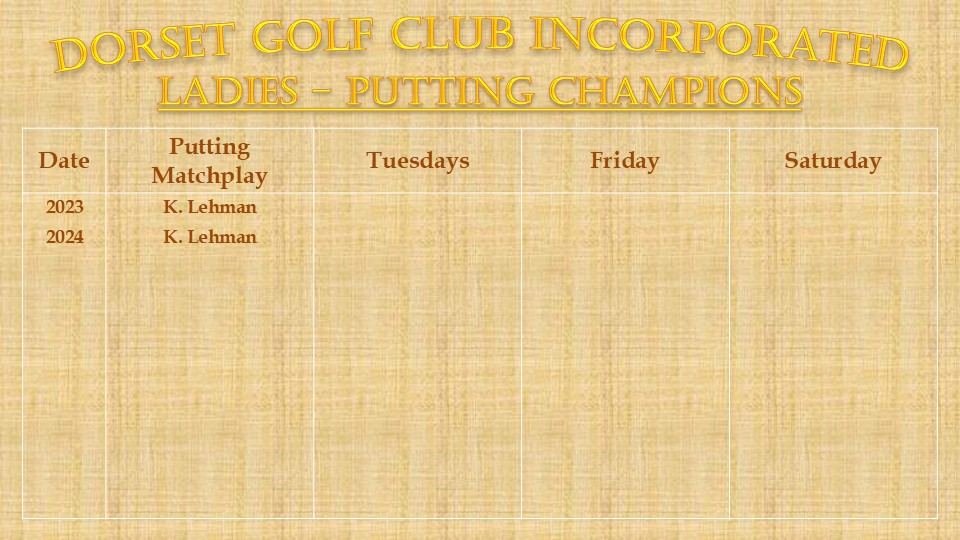 DORSET GOLF CLUB INCORPORATED
LADIES – PUTTING CHAMPIONS
Date Putting Matchplay Tuesdays Friday Saturday
2023 K. Lehman
2024 K. Lehman